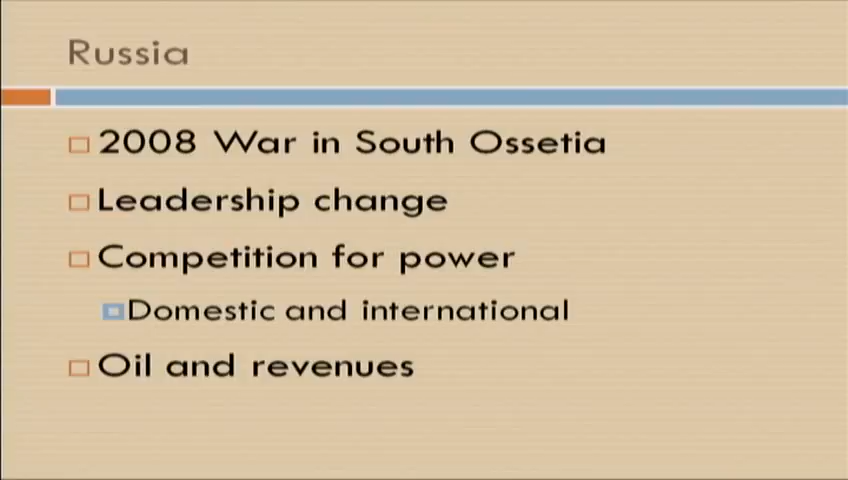 Russia
2008 War in South Ossetia
Leadership change
Competition for power
Domestic and international
Oil and revenues